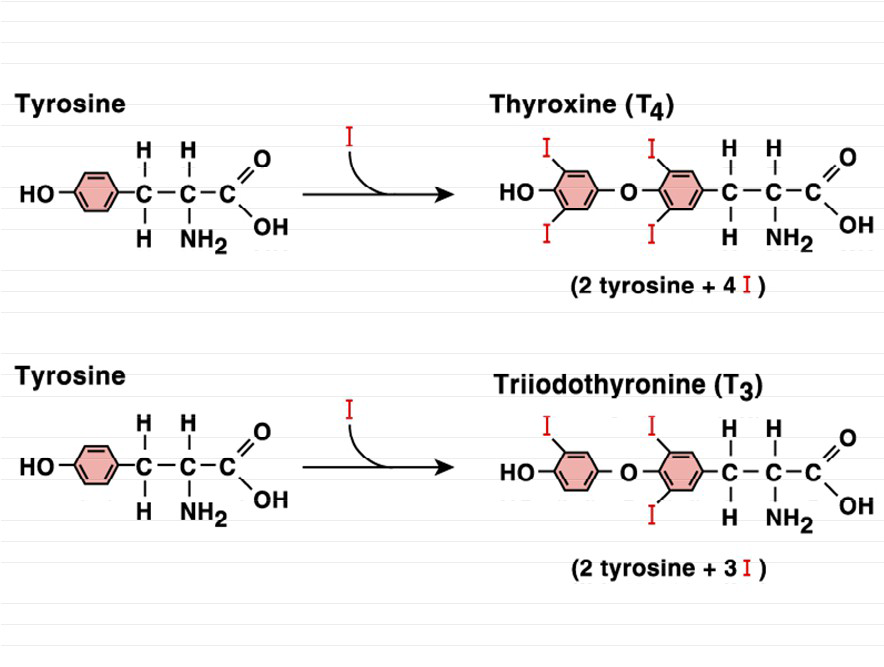 Tyrosine
Thyroxine (T4)
I
H H
O
HO C C C
OH
H NH2
I I
H H
O
HO O C C C
OH
I I
H NH2
(2 tyrosine + 4 I )
Tyrosine
Triiodothyronine (T3)
I
H H
O
HO C C C
OH
H NH2
I I
H H
O
HO O C C C
OH
I
H NH2
(2 tyrosine + 3 I )